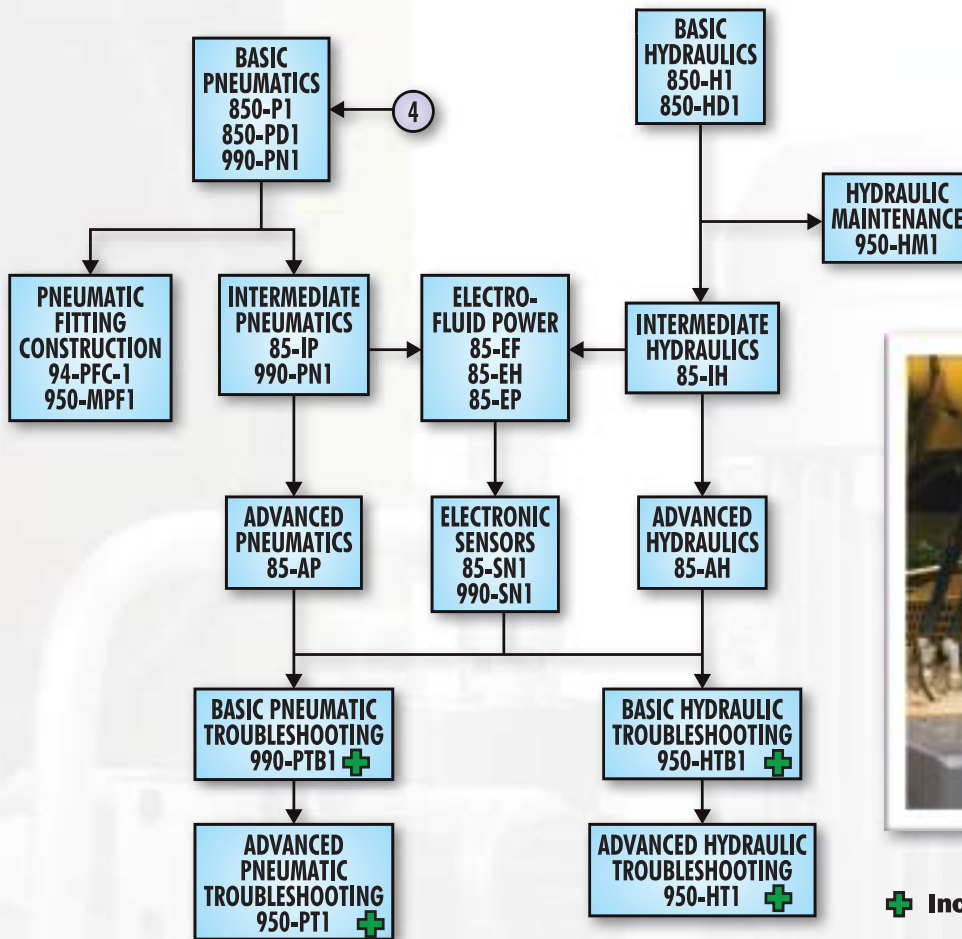 BASIC
PNEUMATICS
850-P1
850-PD1
990-PN1
4
BASIC
HYDRAULICS
850-H1
850-HD1
HYDRAULIC
MAINTENANCE
950-HM1
PNEUMATIC
FITTING
CONSTRUCTION
94-PFC-1
950-MPF1
INTERMEDIATE
PNEUMATICS
85-IP
990-PN1
ELECTRO-
FLUID POWER
85-EF
85-EH
85-EP
INTERMEDIATE
HYDRAULICS
85-IH
ADVANCED
PNEUMATICS
85-AP
ELECTRONIC
SENSORS
85-SN1
990-SN1
ADVANCED
HYDRAULICS
85-AH
BASIC PNEUMATIC
TROUBLESHOOTING
990-PTB1
BASIC HYDRAULIC
TROUBLESHOOTING
950-HTB1
ADVANCED
PNEUMATIC
TROUBLESHOOTING
950-PT1
ADVANCED HYDRAULIC
TROUBLESHOOTING
950-HT1